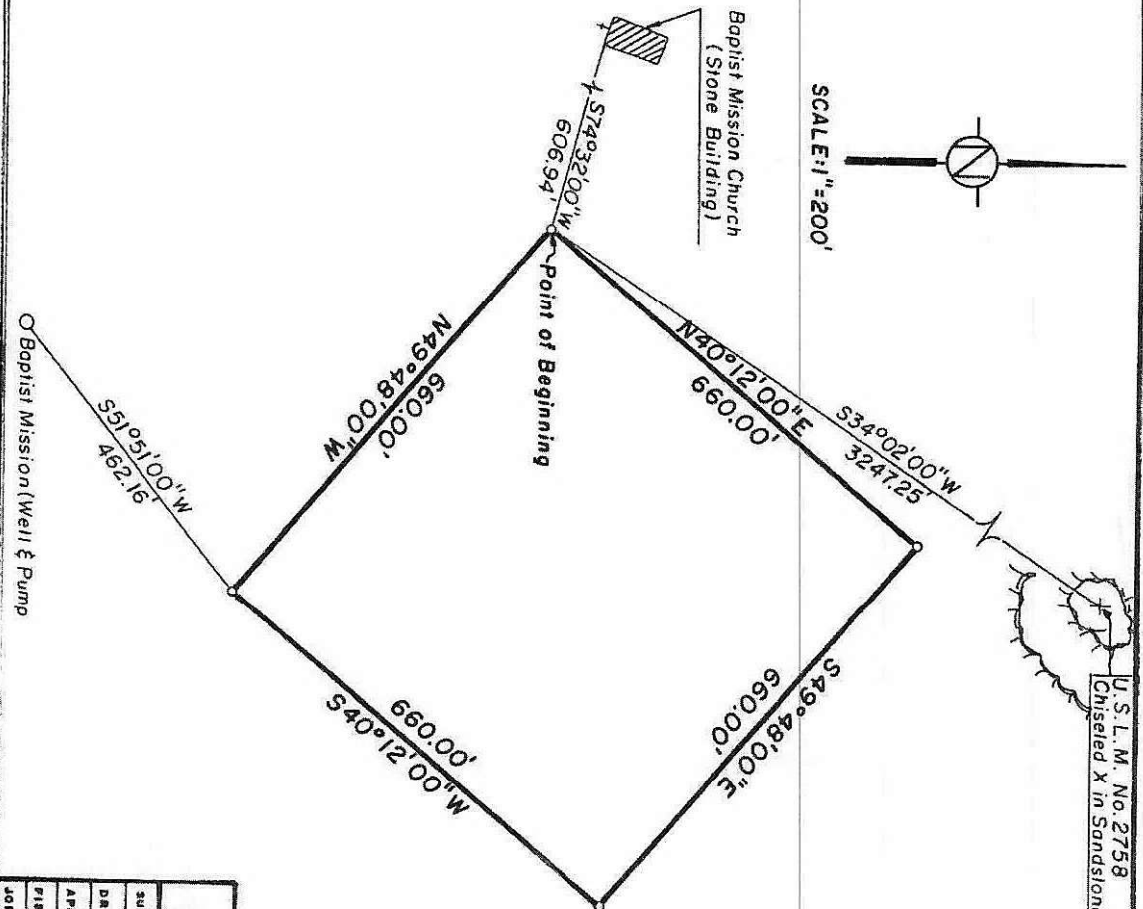 U.S.L.M. No. 2758
Chiseled X in
SCALE: 1" = 200'
Baptist Mission Church
(Stone Building)
S74°32'00"W
606.94'
Point of Beginning
N40°12'00"E
660.00'
S34°02'00"W
3247.25'
S49°48'00"E
660.00'
N49°48'00"W
660.00'
660.00'
S40°12'00"W
S51°51'00"W
462.16'
Baptist Mission (Well & Pump
N